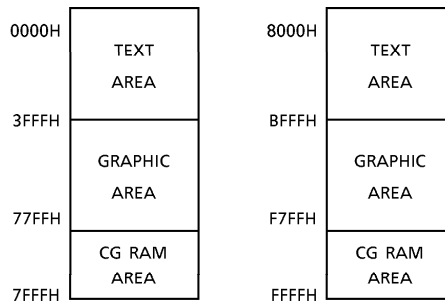 0000H
TEXT
AREA
3FFFH
GRAPHIC
AREA
77FFH
CG RAM
AREA
7FFFH
8000H
TEXT
AREA
BFFFH
GRAPHIC
AREA
F7FFH
CG RAM
AREA
FFFFH